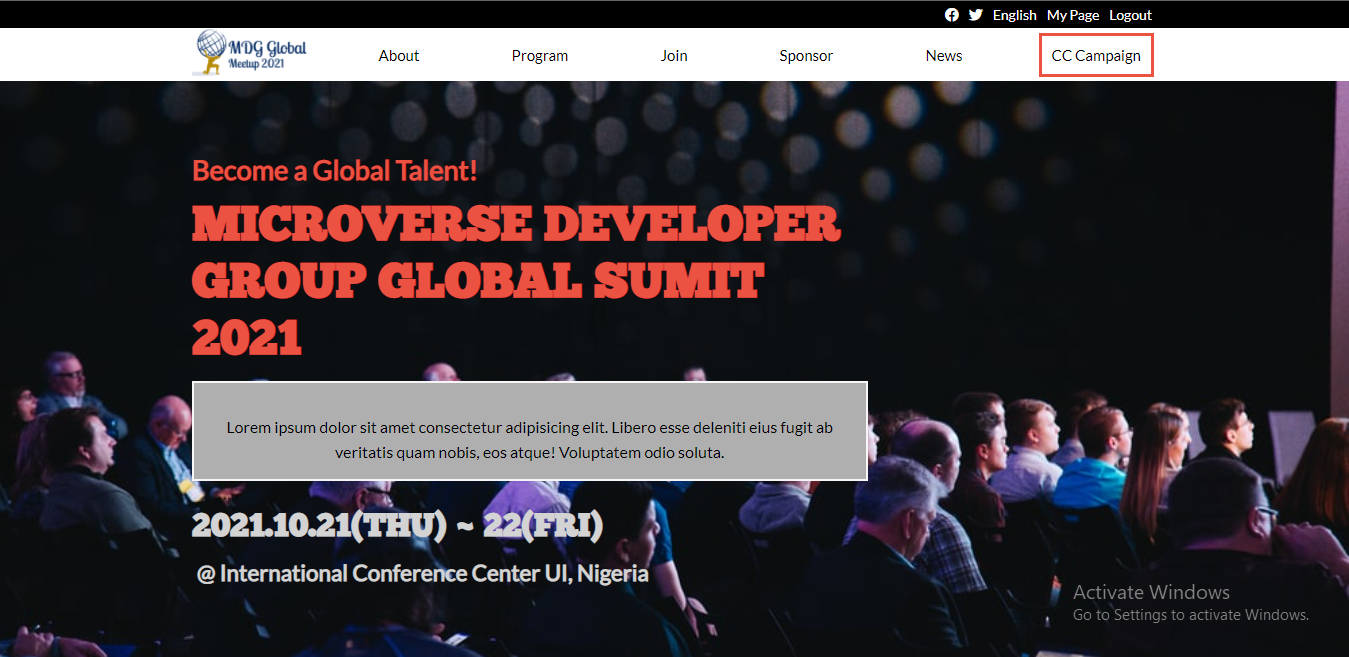 English My Page Logout
MDG Global
Meetup 2021
About Program Join Sponsor News CC Campaign
Become a Global Talent!
MICROVERSE DEVELOPER
GROUP GLOBAL SUMIT
2021
Lorem ipsum dolor sit amet consectetur adipisicing elit. Libero esse deleniti eius fugit ab
veritatis quam nobis, eos atque! Voluptatem odio soluta.
2021.10.21(THU) ~ 22(FRI)
@ International Conference Center UI, Nigeria
Activate Windows
Go to Settings to activate Windows.